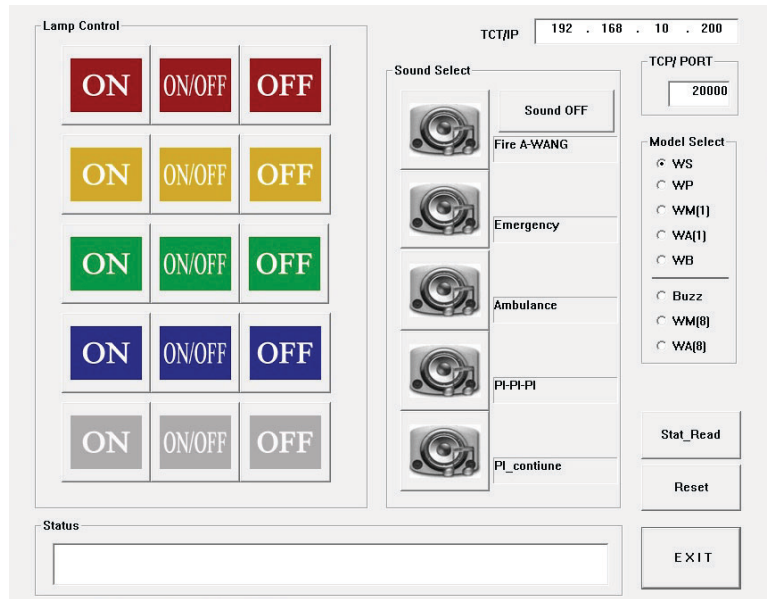 Lamp Control
ON ON/OFF OFF
ON ON/OFF OFF
ON ON/OFF OFF
ON ON/OFF OFF
ON ON/OFF OFF
Sound Select
Sound OFF
Fire A-WANG
Emergency
Ambulance
PI-PI-PI
PI_contiune
TCT/IP 192 . 168 . 10 . 200
TCP/ PORT
20000
Model Select
WS
WP
WM(1)
WA(1)
WB
Buzz
WM(8)
WA(8)
Stat_Read
Reset
EXIT
Status